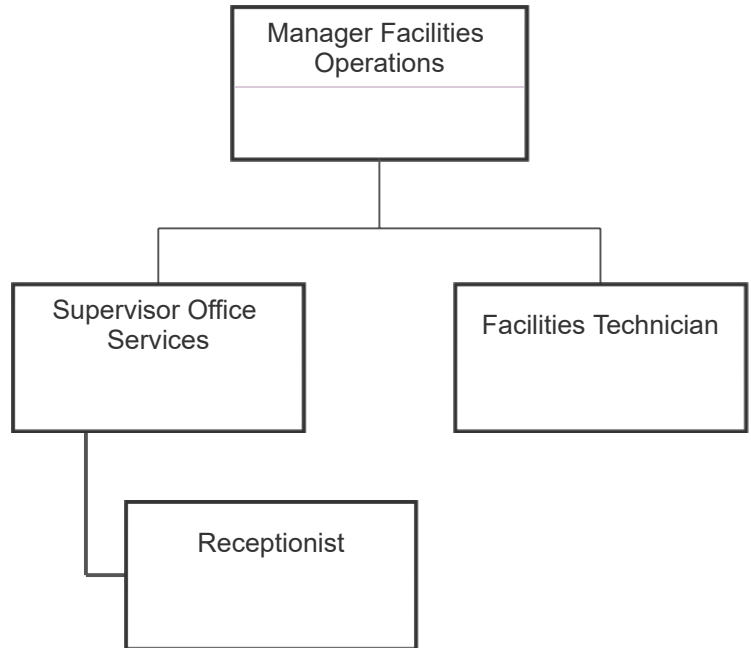 Manager Facilities
Operations
Supervisor Office
Services
Facilities Technician
Receptionist